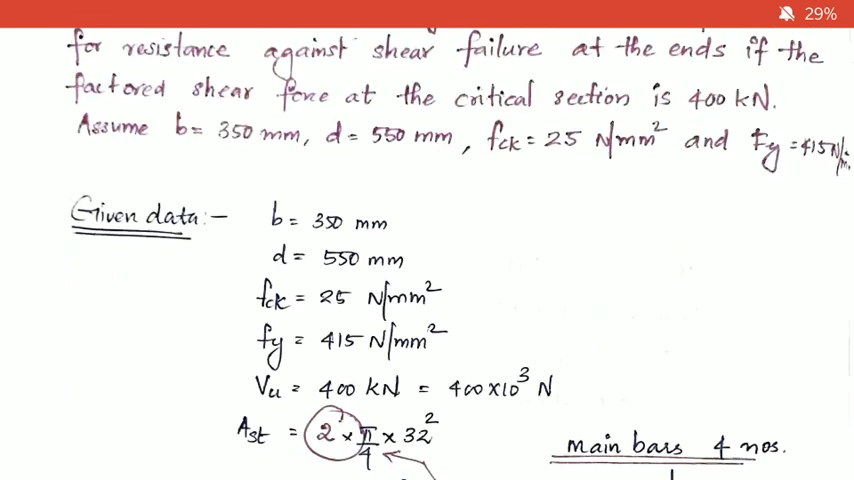 29%
for resistance against shear failure at the ends if the
factored shear force at the critical section is 400 kN.
Assume b = 350 mm, d = 550 mm, fck = 25 N/mm² and Fy = 415 N/m.
Given data:-
b = 350 mm
d = 550 mm
fck = 25 N/mm²
fy = 415 N/mm²
Vu = 400 kN = 400×10³ N
Ast = 2 × π/4 × 32²
main bars 4 nos.